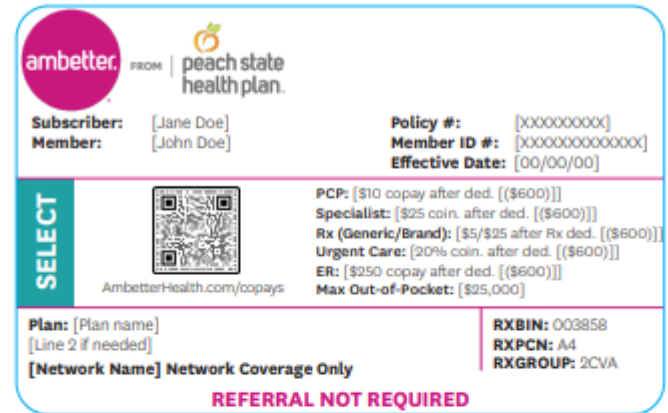 ambetter. FROM | peach state
health plan.
Subscriber: [Jane Doe]
Member: [John Doe]
Policy #: [XXXXXXXXX]
Member ID #: [XXXXXXXXXXXXX]
Effective Date: [00/00/00]
SELECT
AmbetterHealth.com/copays
PCP: [$10 copay after ded. [($600)]]
Specialist: [$25 coin. after ded. [($600)]]
Rx (Generic/Brand): [$5/$25 after Rx ded. [($600)]]
Urgent Care: [20% coin. after ded. [($600)]]
ER: [$250 copay after ded. [($600)]]
Max Out-of-Pocket: [$25,000]
Plan: [Plan name]
[Line 2 if needed]
[Network Name] Network Coverage Only
RXBIN: 003858
RXPCN: A4
RXGROUP: 2CVA
REFERRAL NOT REQUIRED